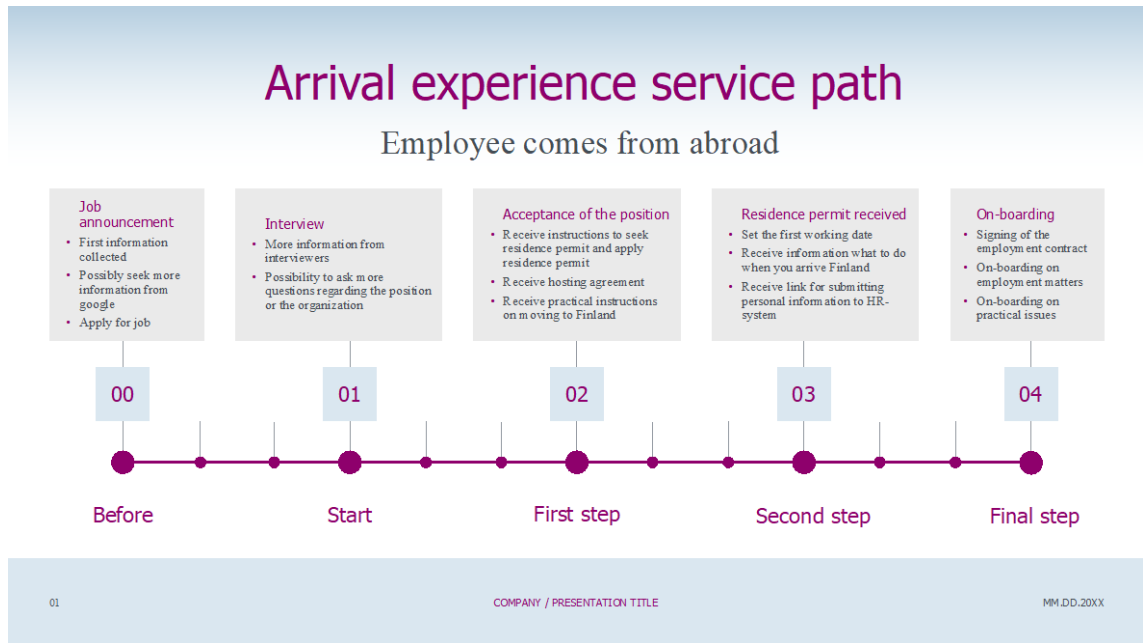 Arrival experience service path
Employee comes from abroad
Job
announcement
• First information
collected
• Possibly seek more
information from
google
• Apply for job
Interview
• More information from
interviewers
• Possibility to ask more
questions regarding the position
or the organization
Acceptance of the position
• Receive instructions to seek
residence permit and apply
residence permit
• Receive hosting agreement
• Receive practical instructions
on moving to Finland
Residence permit received
• Set the first working date
• Receive information what to do
when you arrive Finland
• Receive link for submitting
personal information to HR-
system
On-boarding
• Signing of the
employment contract
• On-boarding on
employment matters
• On-boarding on
practical issues
00
01
02
03
04
Before
Start
First step
Second step
Final step
01
COMPANY / PRESENTATION TITLE
MM.DD.20XX